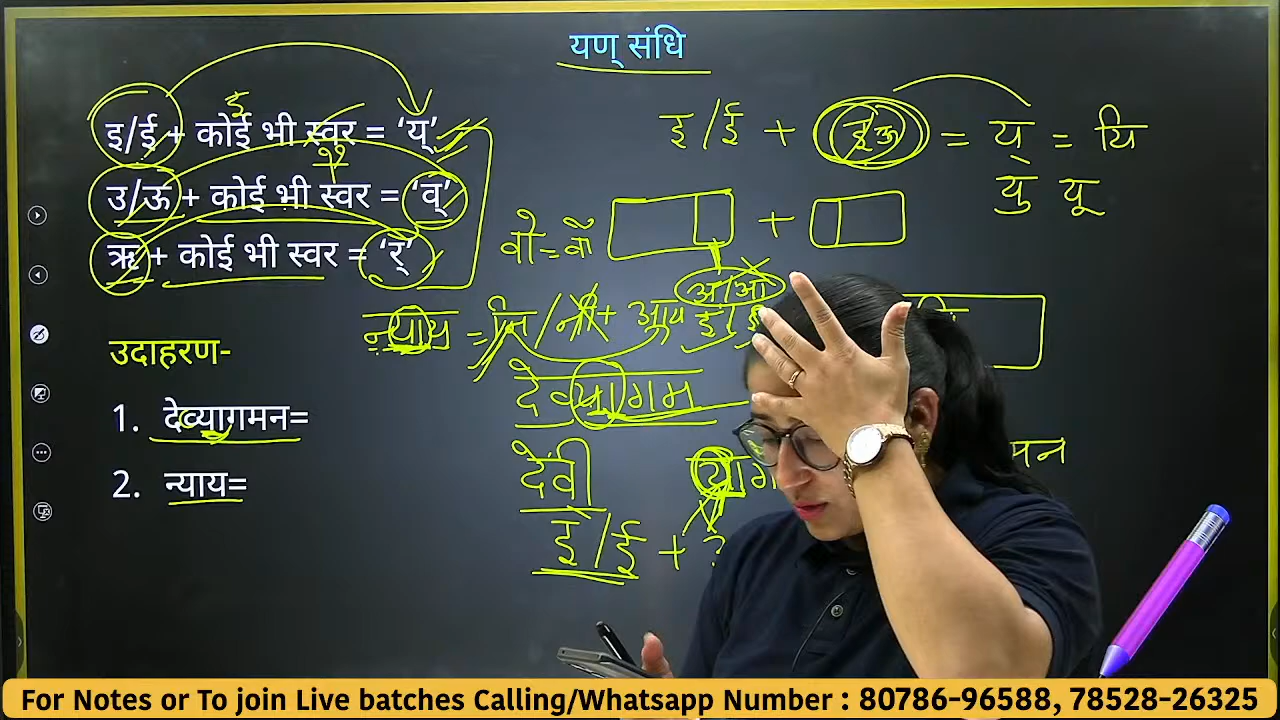 यण् संधि
इ/ई + कोई भी स्वर = ‘य्’
उ/ऊ + कोई भी स्वर = ‘व्’
ऋ + कोई भी स्वर = ‘र्’
इ/ई + = य् = यि
यु यू
+
न्याय = + आय
अ/आ
उदाहरण-
1. देव्यागमन=
2. न्याय=
देवी
इ/ई + ?
For Notes or To join Live batches Calling/Whatsapp Number : 80786-96588, 78528-26325